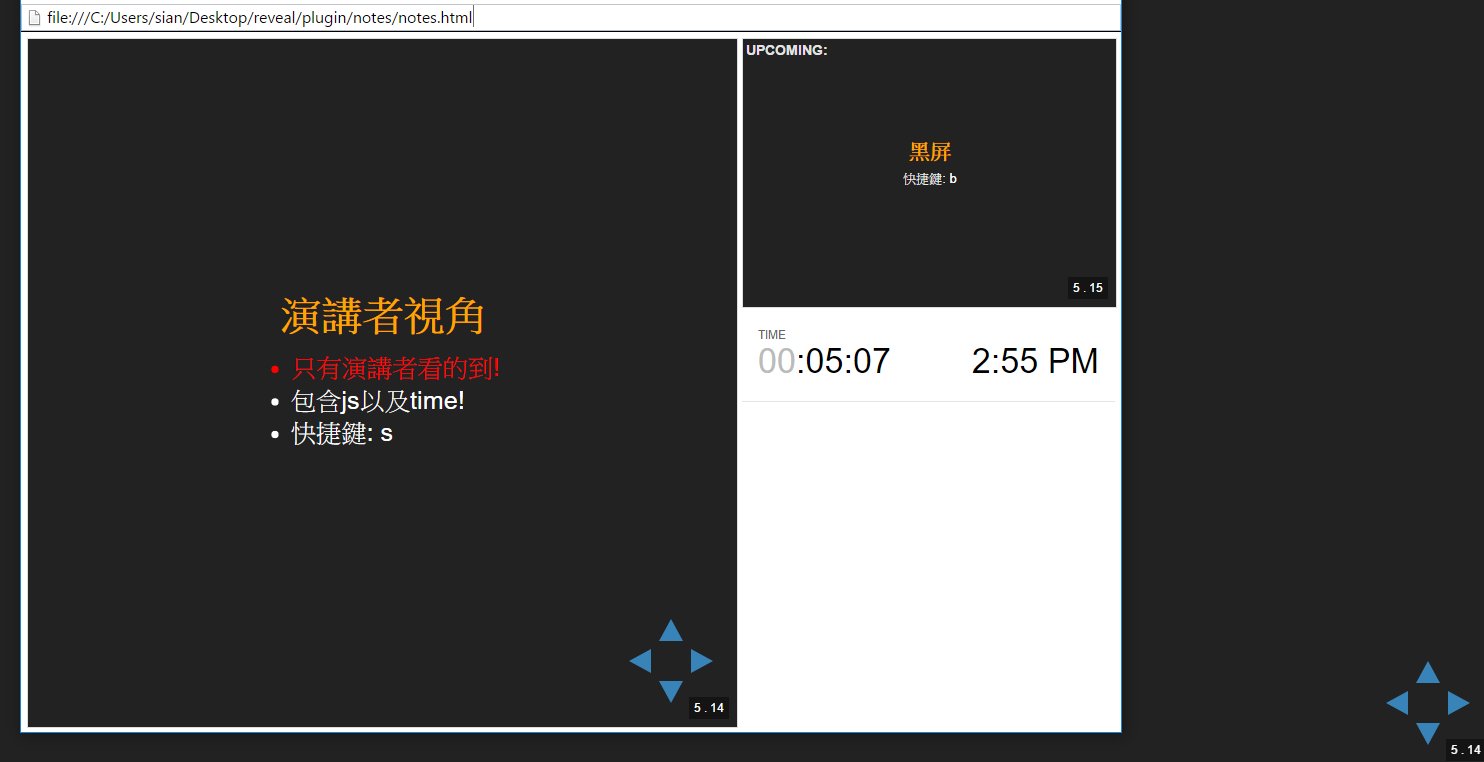 file:///C:/Users/sian/Desktop/reveal/plugin/notes/notes.html
演講者視角
只有演講者看的到!
包含js以及time!
快捷鍵: s
5.14
UPCOMING:
黑屏
快捷鍵: b
5.15
TIME
00:05:07 2:55 PM
5.14